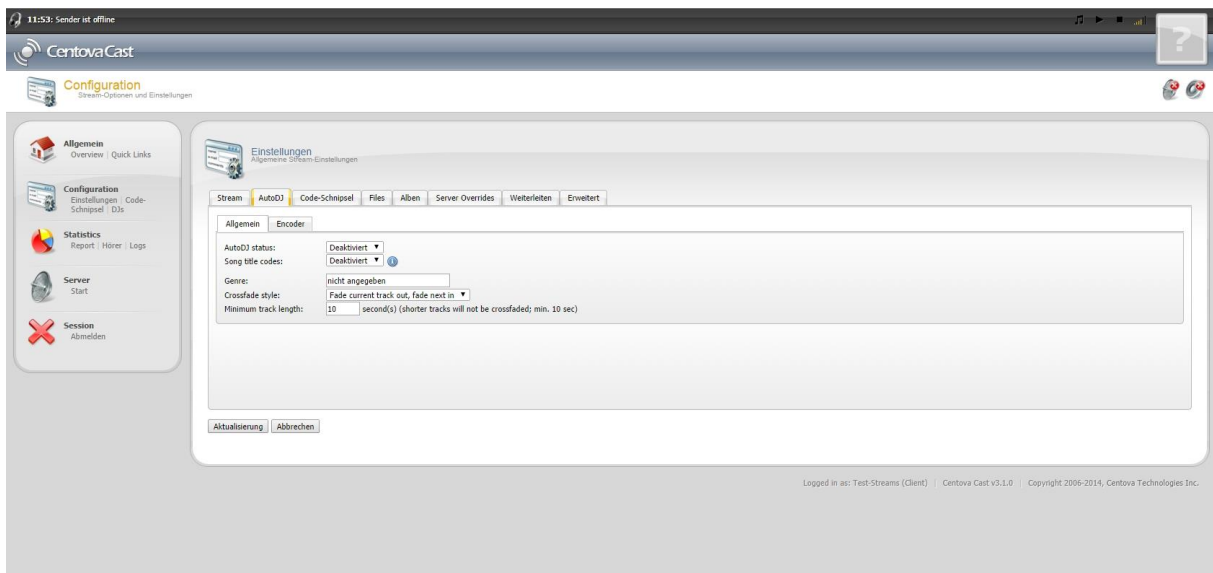 11:53: Sender ist offline
Centova Cast
Configuration
Stream-Optionen und Einstellungen
Allgemein
Overview | Quick Links
Configuration
Einstellungen | Code-
Schnipsel | DJs
Statistics
Report | Hörer | Logs
Server
Start
Session
Abmelden
Einstellungen
Allgemeine Stream-Einstellungen
Stream AutoDJ Code-Schnipsel Files Alben Server Overrides Weiterleiten Erweitert
Allgemein Encoder
AutoDJ status: Deaktiviert
Song title codes: Deaktiviert
Genre: nicht angegeben
Crossfade style: Fade current track out, fade next in
Minimum track length: 10 second(s) (shorter tracks will not be crossfaded; min. 10 sec)
Aktualisierung Abbrechen
Logged in as: Test-Streams (Client) | Centova Cast v3.1.0 | Copyright 2006-2014, Centova Technologies Inc.